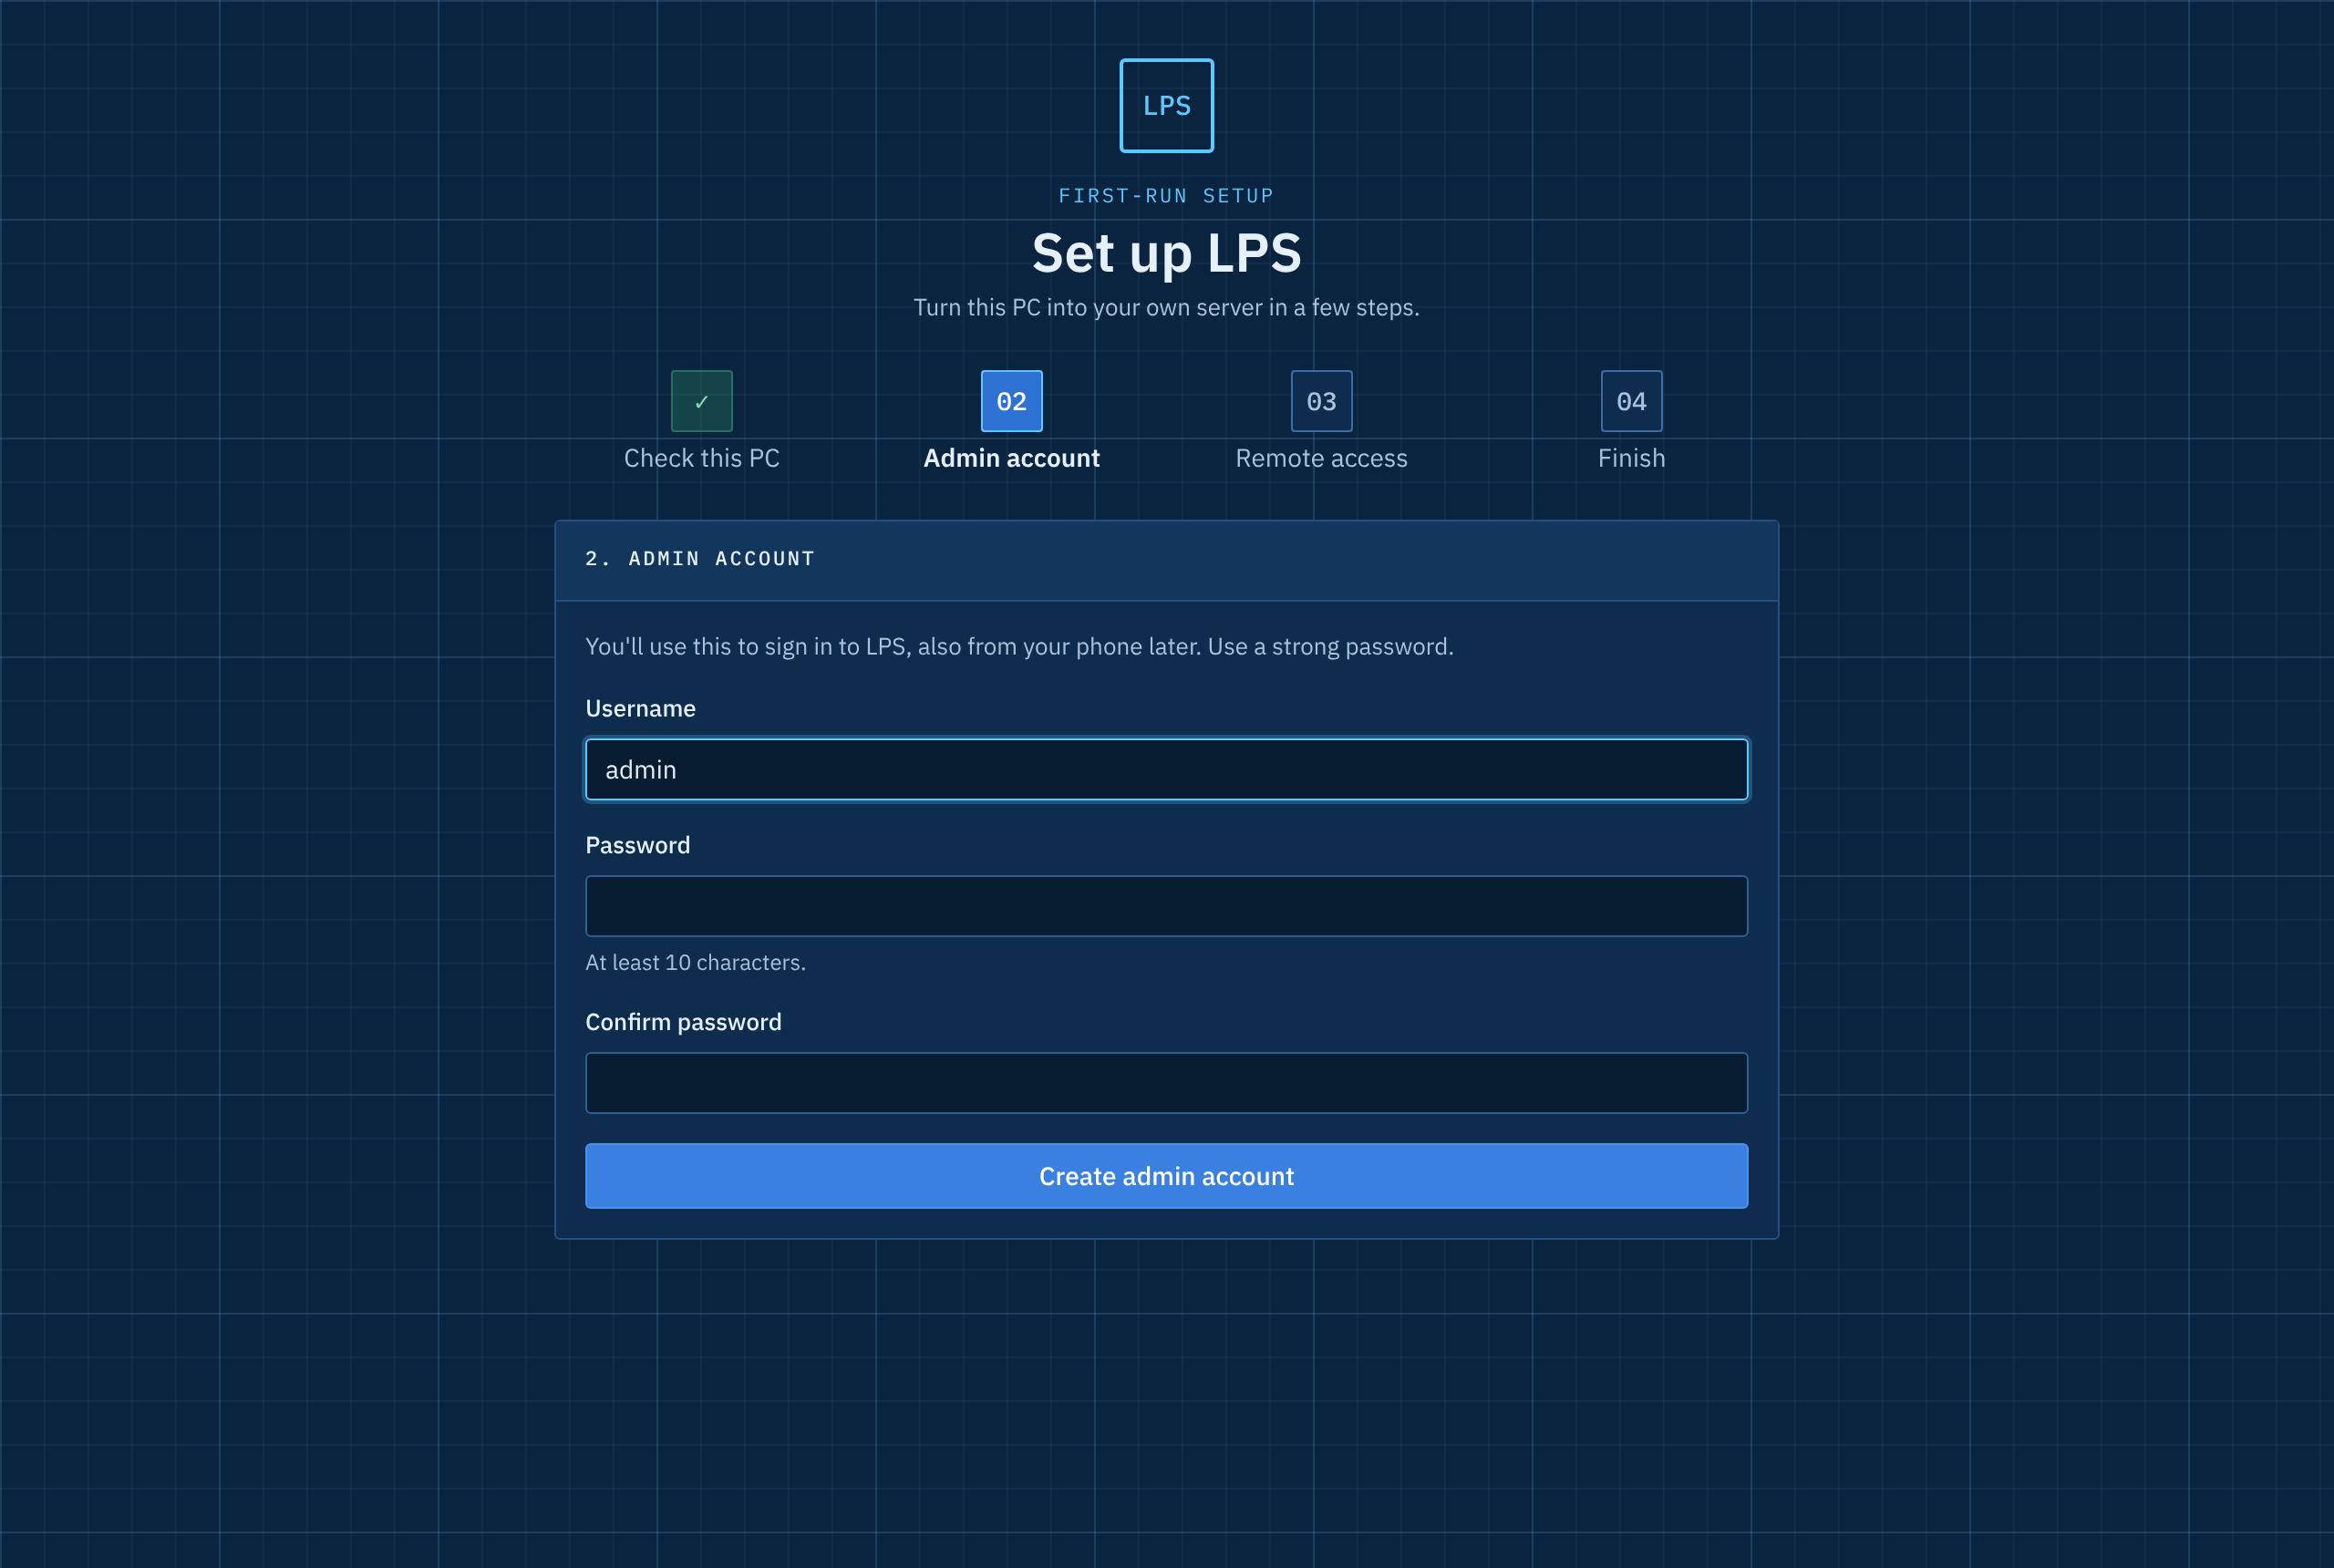 LPS
FIRST-RUN SETUP
Set up LPS
Turn this PC into your own server in a few steps.
✓ 02 03 04
Check this PC Admin account Remote access Finish
2. ADMIN ACCOUNT
You'll use this to sign in to LPS, also from your phone later. Use a strong password.
Username
admin
Password
At least 10 characters.
Confirm password
Create admin account